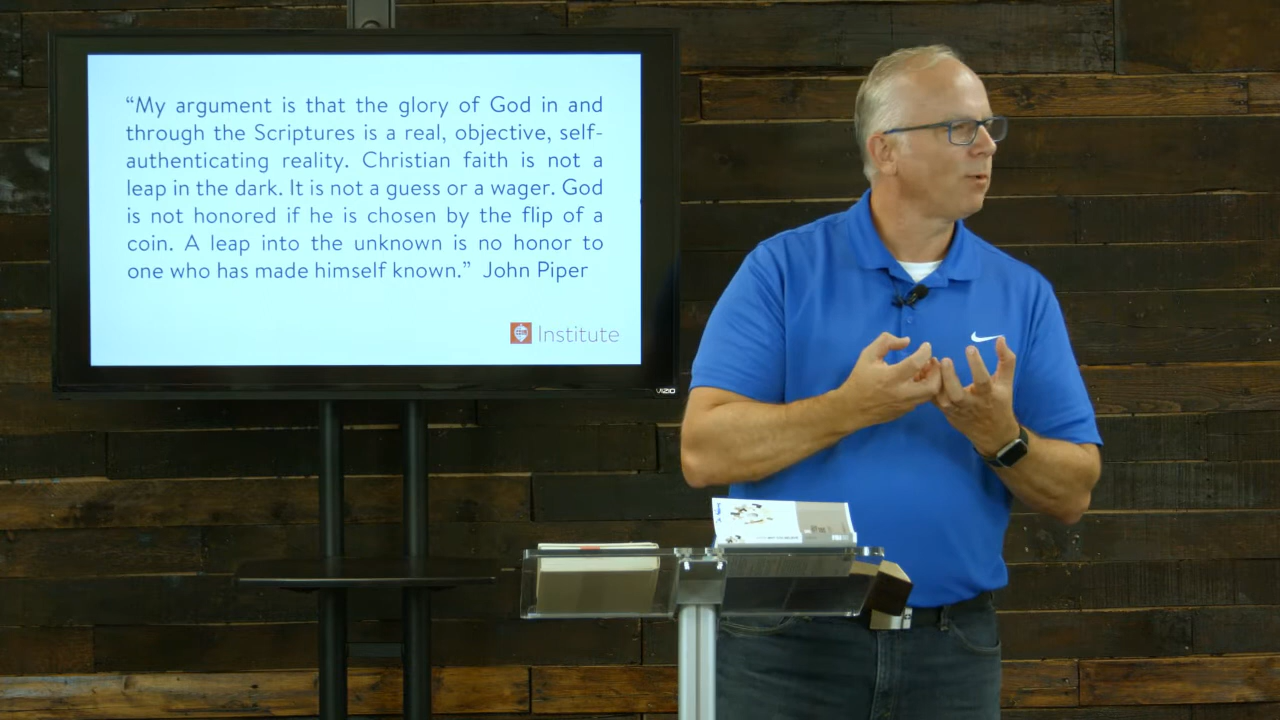 “My argument is that the glory of God in and
through the Scriptures is a real, objective, self-
authenticating reality. Christian faith is not a
leap in the dark. It is not a guess or a wager. God
is not honored if he is chosen by the flip of a
coin. A leap into the unknown is no honor to
one who has made himself known.”  John Piper
Institute
VIZIO